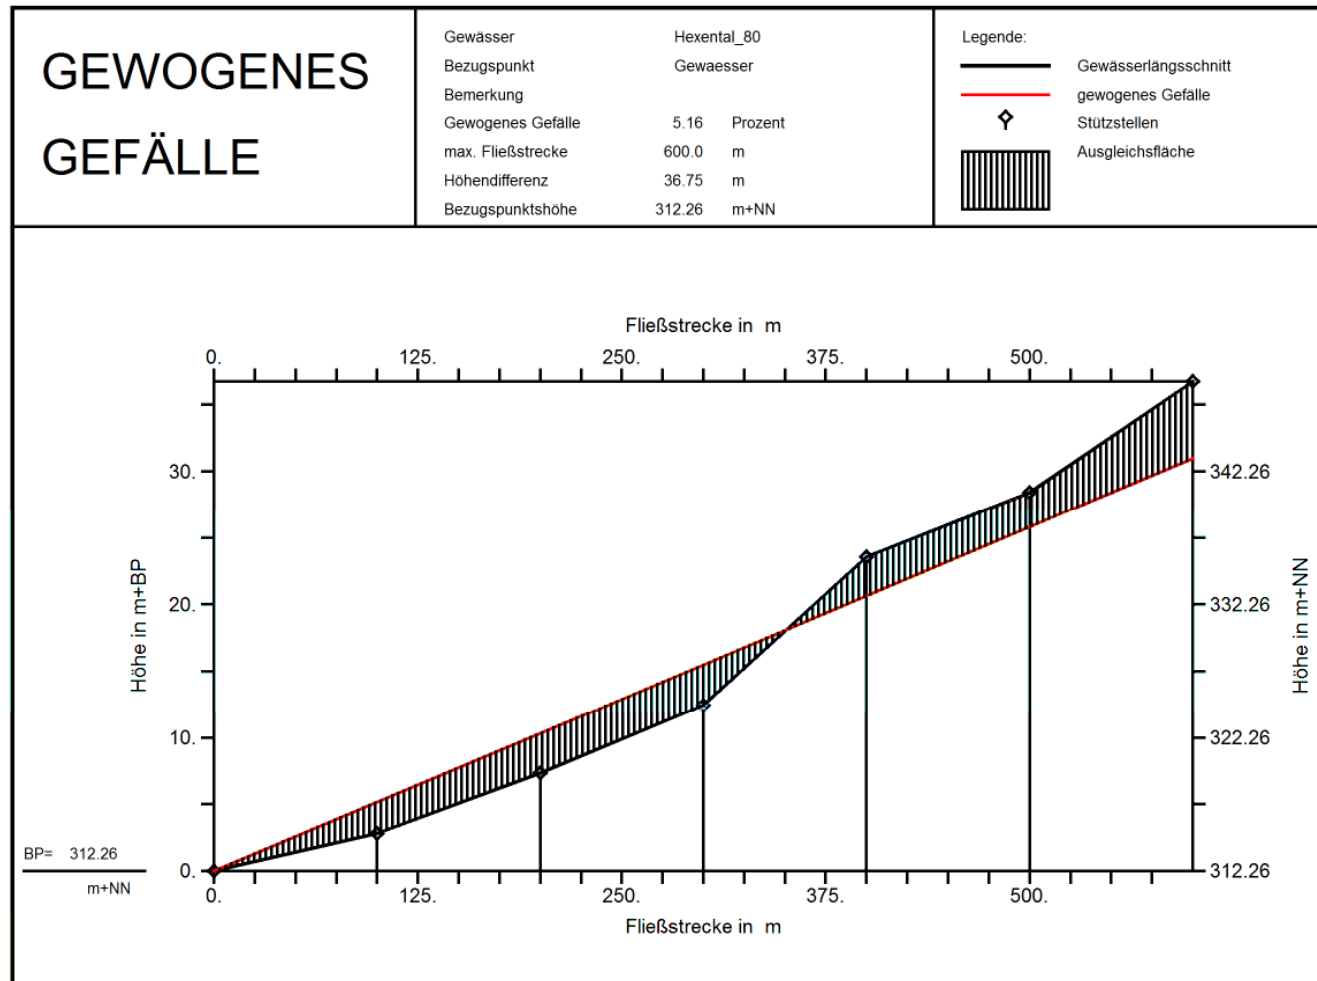 GEWOGENES
GEFÄLLE
Gewässer Hexental_80
Bezugspunkt Gewaesser
Bemerkung
Gewogenes Gefälle 5.16 Prozent
max. Fließstrecke 600.0 m
Höhendifferenz 36.75 m
Bezugspunktshöhe 312.26 m+NN
Legende:
Gewässerlängsschnitt
gewogenes Gefälle
Stützstellen
Ausgleichsfläche
Fließstrecke in m
0. 125. 250. 375. 500.
30. 342.26
20. 332.26
10. 322.26
0. 312.26
Höhe in m+BP
Höhe in m+NN
BP= 312.26
m+NN
0. 125. 250. 375. 500.
Fließstrecke in m